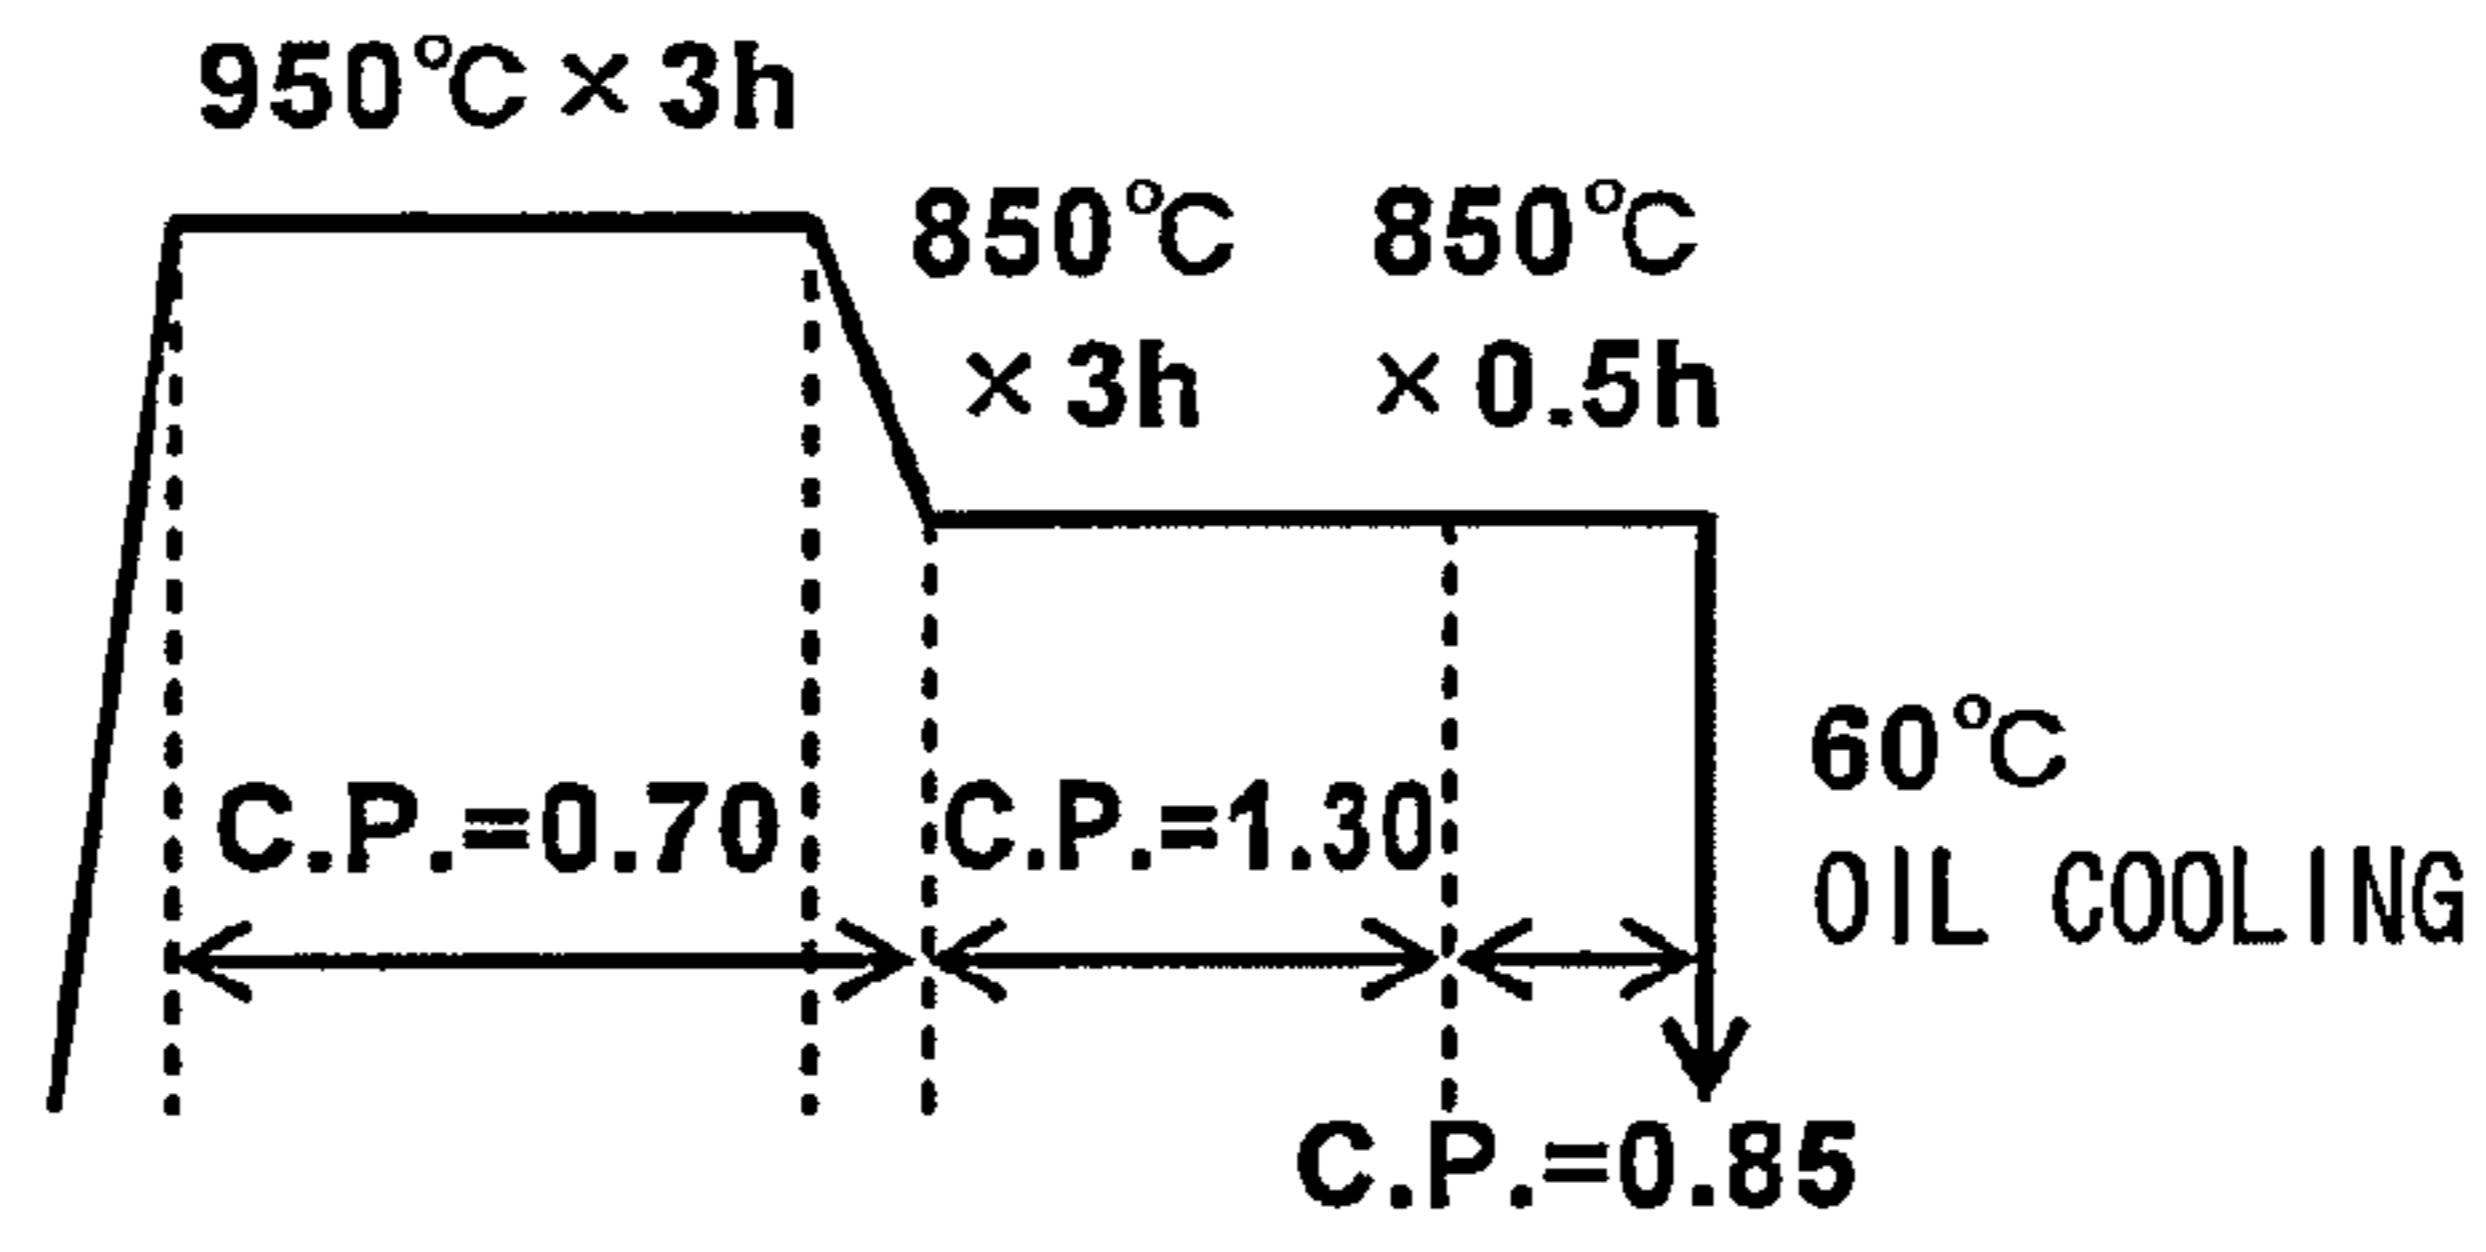 950℃×3h
850℃
×3h
850℃
×0.5h
C.P.=0.70
C.P.=1.30
60℃
OIL COOLING
C.P.=0.85